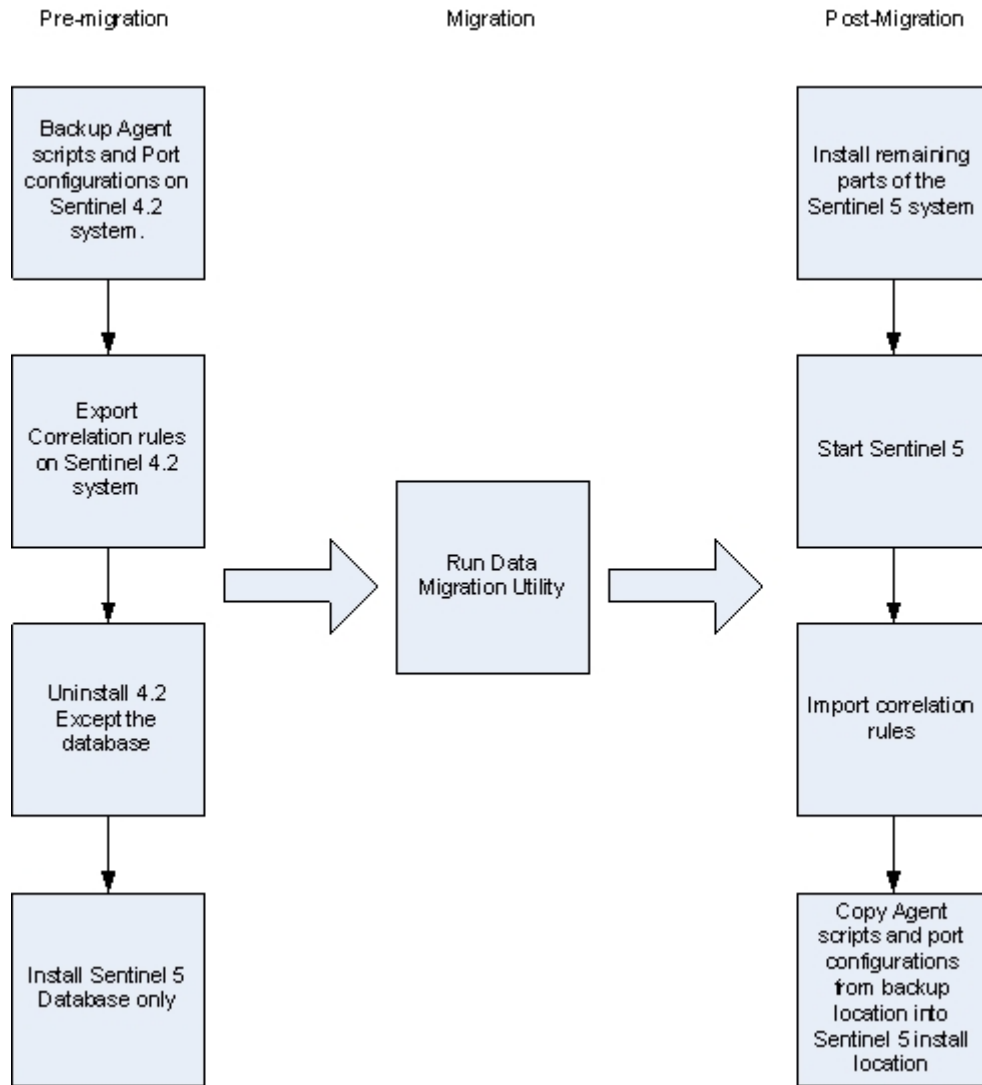 Pre-migration
Migration
Post-Migration
Backup Agent
scripts and Port
configurations on
Sentinel 4.2
system.
Export
Correlation rules
on Sentinel 4.2
system
Uninstall 4.2
Except the
database
Install Sentinel 5
Database only
Run Data
Migration Utility
Install remaining
parts of the
Sentinel 5 system
Start Sentinel 5
Import correlation
rules
Copy Agent
scripts and port
configurations
from backup
location into
Sentinel 5 install
location